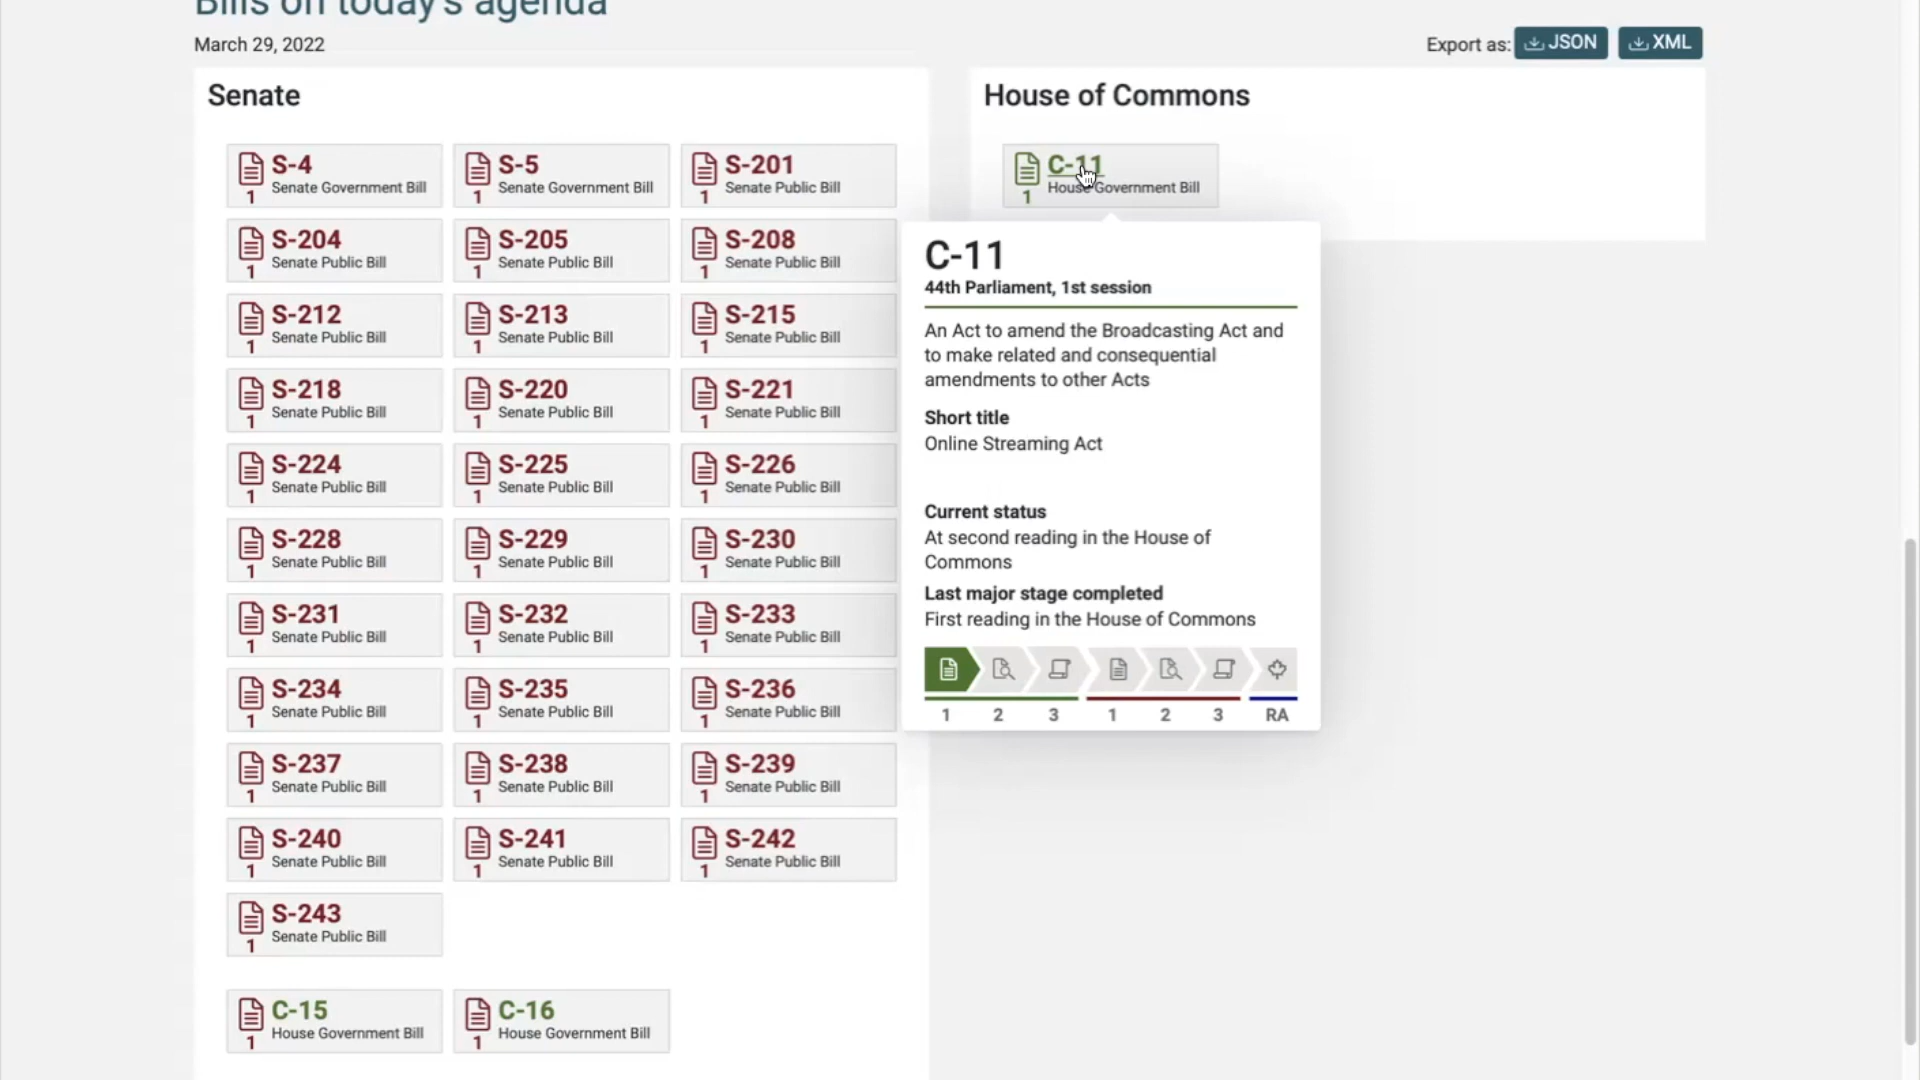 Bills on today's agenda
March 29, 2022
Export as: JSON XML
Senate
S-4
Senate Government Bill
1
S-5
Senate Government Bill
1
S-201
Senate Public Bill
1
S-204
Senate Public Bill
1
S-205
Senate Public Bill
1
S-208
Senate Public Bill
1
S-212
Senate Public Bill
1
S-213
Senate Public Bill
1
S-215
Senate Public Bill
1
S-218
Senate Public Bill
1
S-220
Senate Public Bill
1
S-221
Senate Public Bill
1
S-224
Senate Public Bill
1
S-225
Senate Public Bill
1
S-226
Senate Public Bill
1
S-228
Senate Public Bill
1
S-229
Senate Public Bill
1
S-230
Senate Public Bill
1
S-231
Senate Public Bill
1
S-232
Senate Public Bill
1
S-233
Senate Public Bill
1
S-234
Senate Public Bill
1
S-235
Senate Public Bill
1
S-236
Senate Public Bill
1
S-237
Senate Public Bill
1
S-238
Senate Public Bill
1
S-239
Senate Public Bill
1
S-240
Senate Public Bill
1
S-241
Senate Public Bill
1
S-242
Senate Public Bill
1
S-243
Senate Public Bill
1
C-15
House Government Bill
1
C-16
House Government Bill
1
House of Commons
C-11
House Government Bill
1
C-11
44th Parliament, 1st session
An Act to amend the Broadcasting Act and
to make related and consequential
amendments to other Acts
Short title
Online Streaming Act
Current status
At second reading in the House of
Commons
Last major stage completed
First reading in the House of Commons
1 2 3 1 2 3 RA